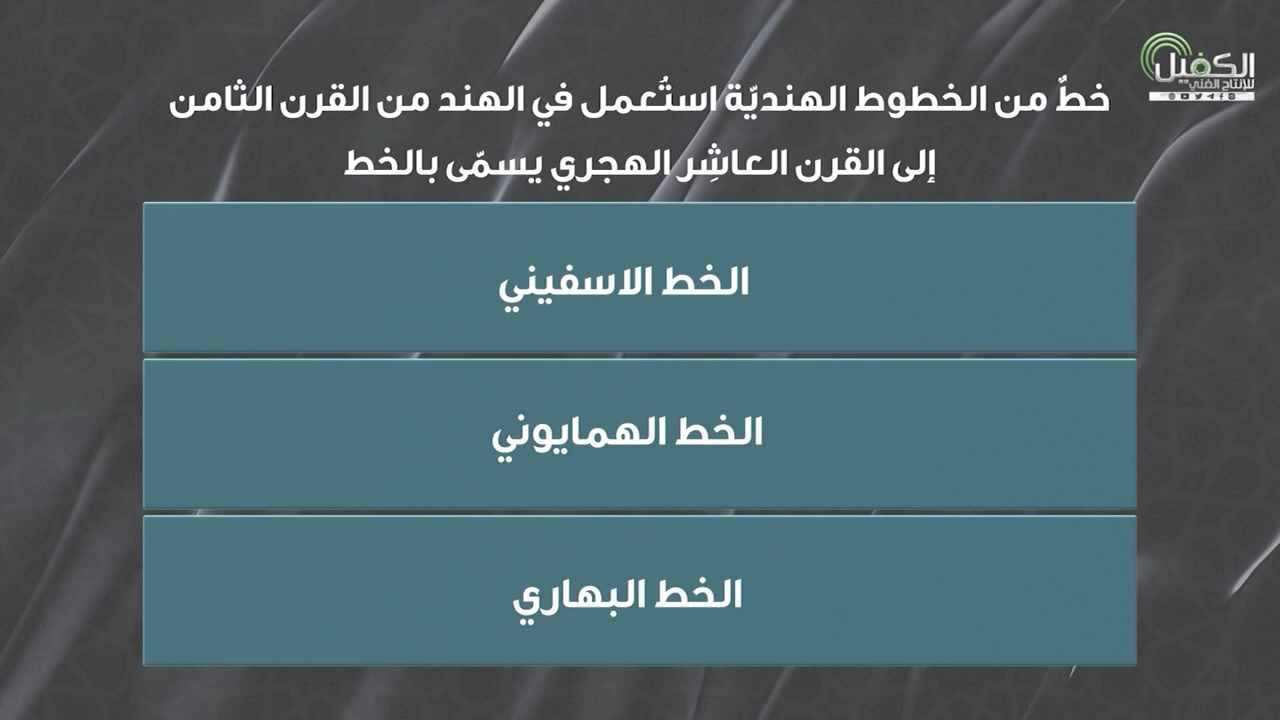 الكفيل
للإنتاج الفني
خطٌ من الخطوط الهنديّة استُعمل في الهند من القرن الثامن
إلى القرن العاشِر الهجري يسمّى بالخط
الخط الاسفيني
الخط الهمايوني
الخط البهاري